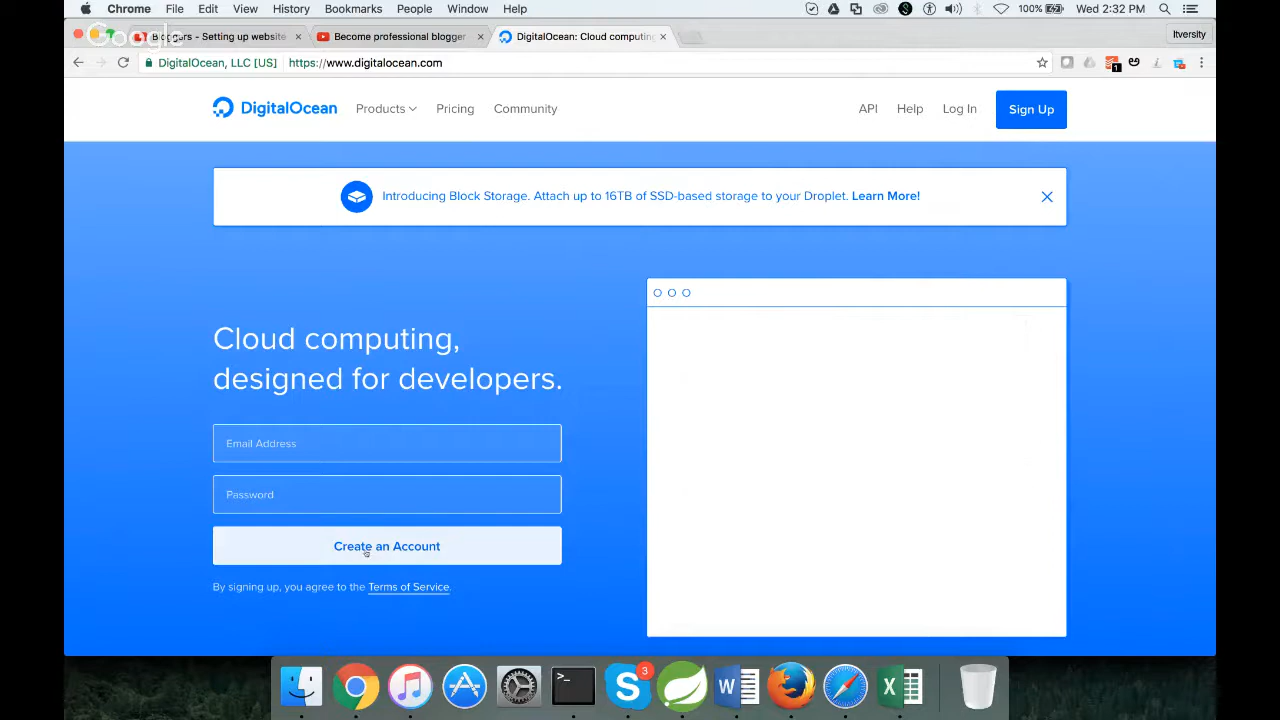 Chrome File Edit View History Bookmarks People Window Help
100% Wed 2:32 PM
Google
Bloggers - Setting up website
Become professional blogger
DigitalOcean: Cloud computing
Itversity
DigitalOcean, LLC [US] https://www.digitalocean.com
1
DigitalOcean Products Pricing Community API Help Log In Sign Up
Introducing Block Storage. Attach up to 16TB of SSD-based storage to your Droplet. Learn More!
Cloud computing,
designed for developers.
Email Address
Password
Create an Account
By signing up, you agree to the Terms of Service.
3